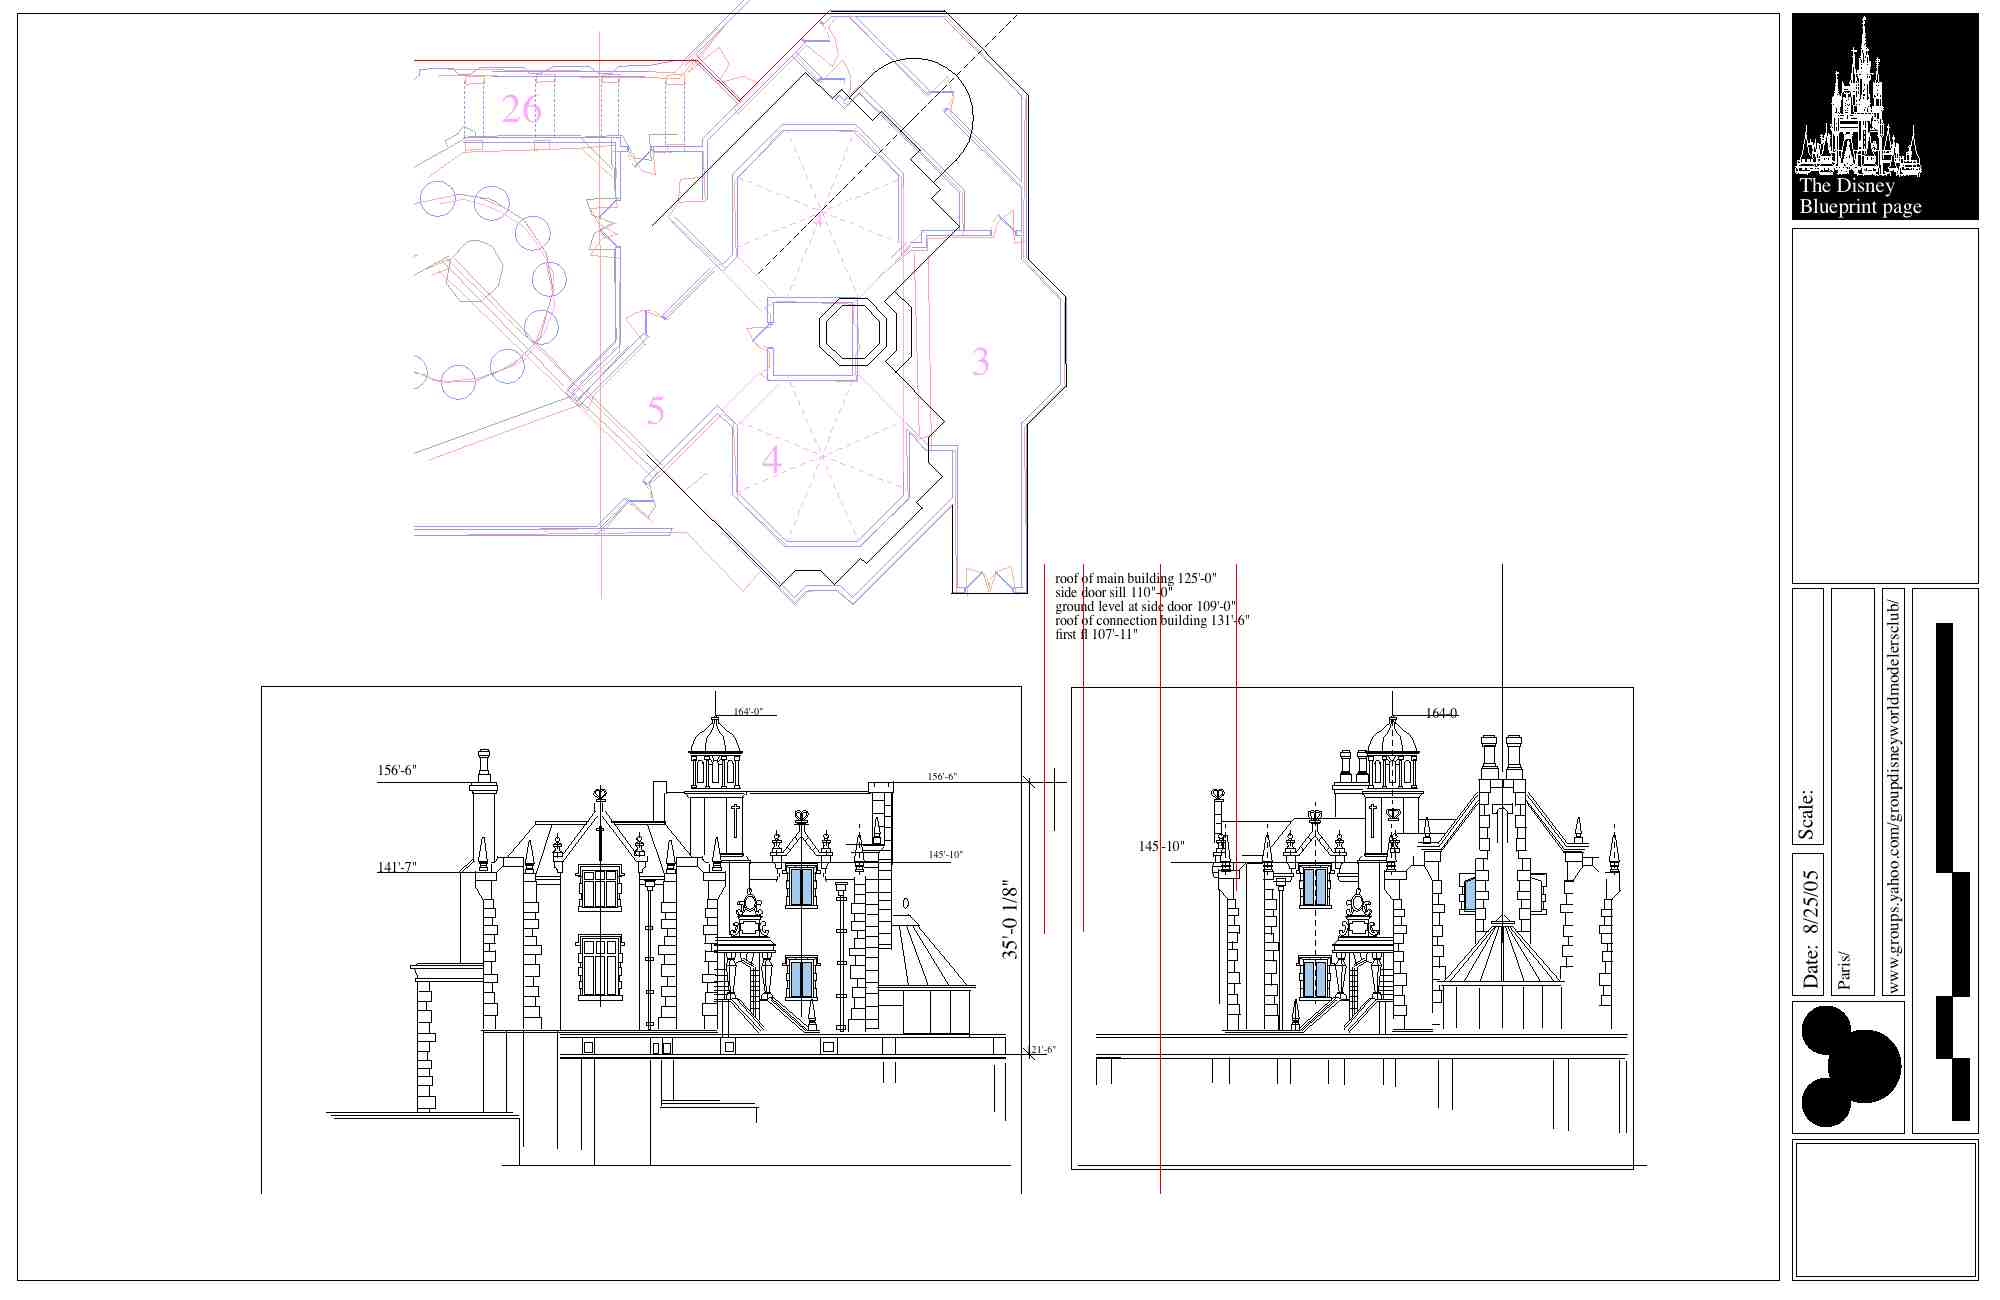 26
5
4
3
roof of main building 125'-0"
side door sill 110"-0"
ground level at side door 109'-0"
roof of connection building 131'-6"
first fl 107'-11"
164'-0"
156'-6"
156'-6"
141'-7"
145'-10"
35'-0 1/8"
21'-6"
164-0
145'-10"
The Disney
Blueprint page
Scale:
Date: 8/25/05
Paris/
www.groups.yahoo.com/groupdisneyworldmodelersclub/